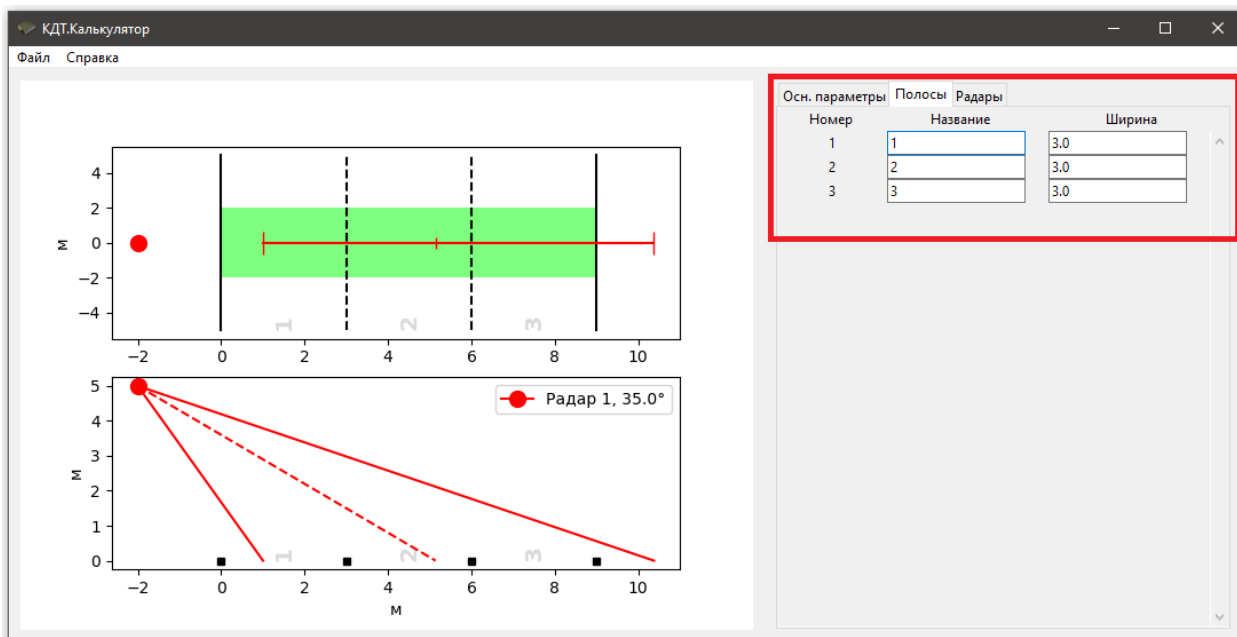 КДТ.Калькулятор
Файл Справка
Осн. параметры Полосы Радары
Номер Название Ширина
1 1 3.0
2 2 3.0
3 3 3.0
4
2
0
−2
−4
м
1 2 3
−2 0 2 4 6 8 10
Радар 1, 35.0°
5
4
3
2
1
0
м
1 2 3
−2 0 2 4 6 8 10
м